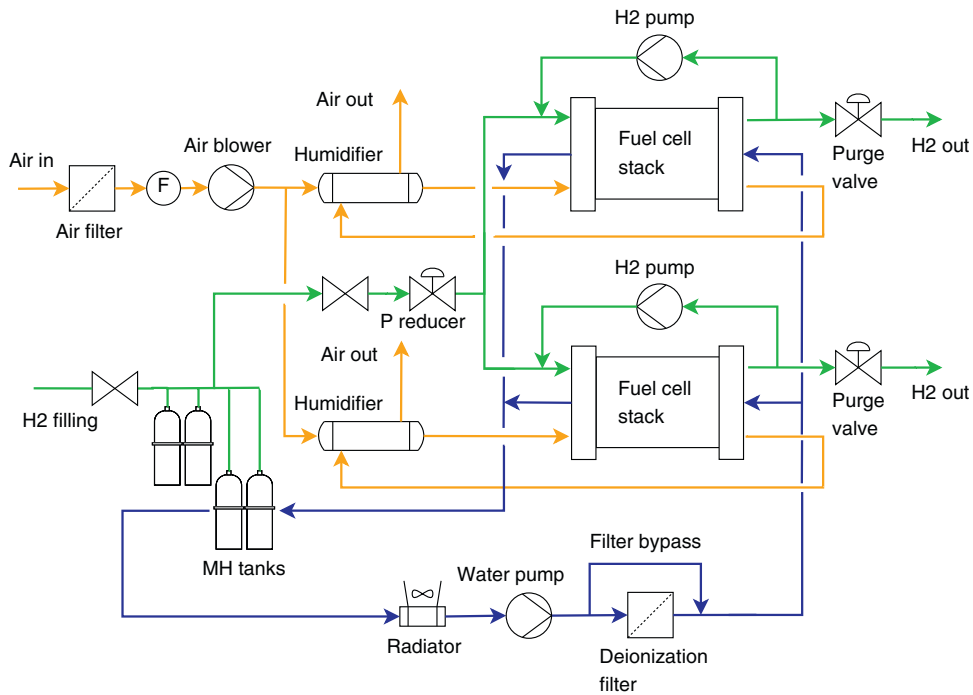 H2 pump
Air out
Air in
Air blower
Humidifier
Fuel cell
stack
Purge
valve
H2 out
F
Air filter
H2 pump
P reducer
Air out
H2 filling
Humidifier
Fuel cell
stack
Purge
valve
H2 out
MH tanks
Filter bypass
Water pump
Radiator
Deionization
filter